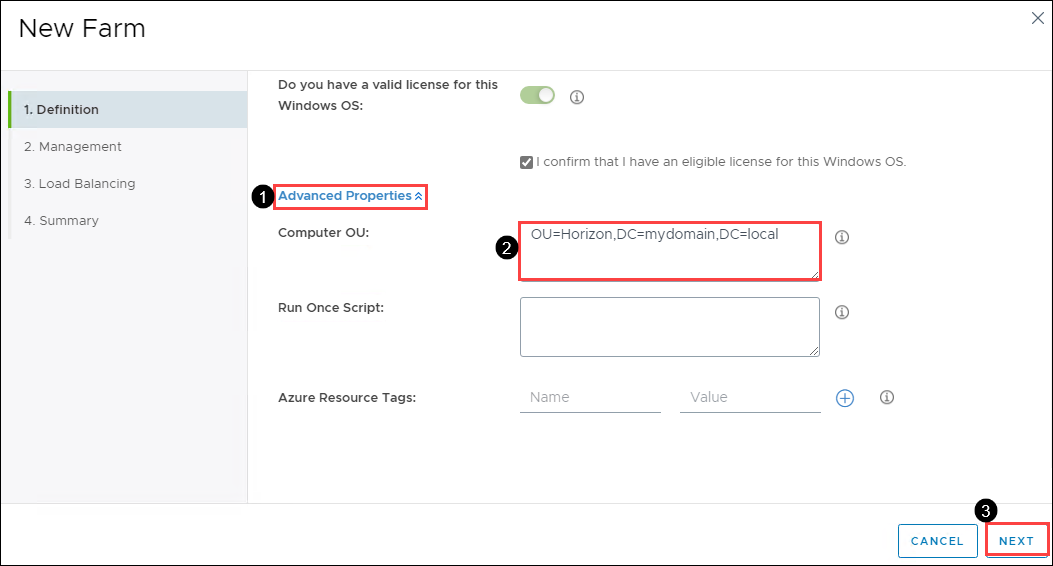 New Farm
1. Definition
2. Management
3. Load Balancing
4. Summary
Do you have a valid license for this
Windows OS:
I confirm that I have an eligible license for this Windows OS.
1
Advanced Properties
Computer OU:
2
OU=Horizon,DC=mydomain,DC=local
Run Once Script:
Azure Resource Tags:
Name
Value
3
CANCEL
NEXT